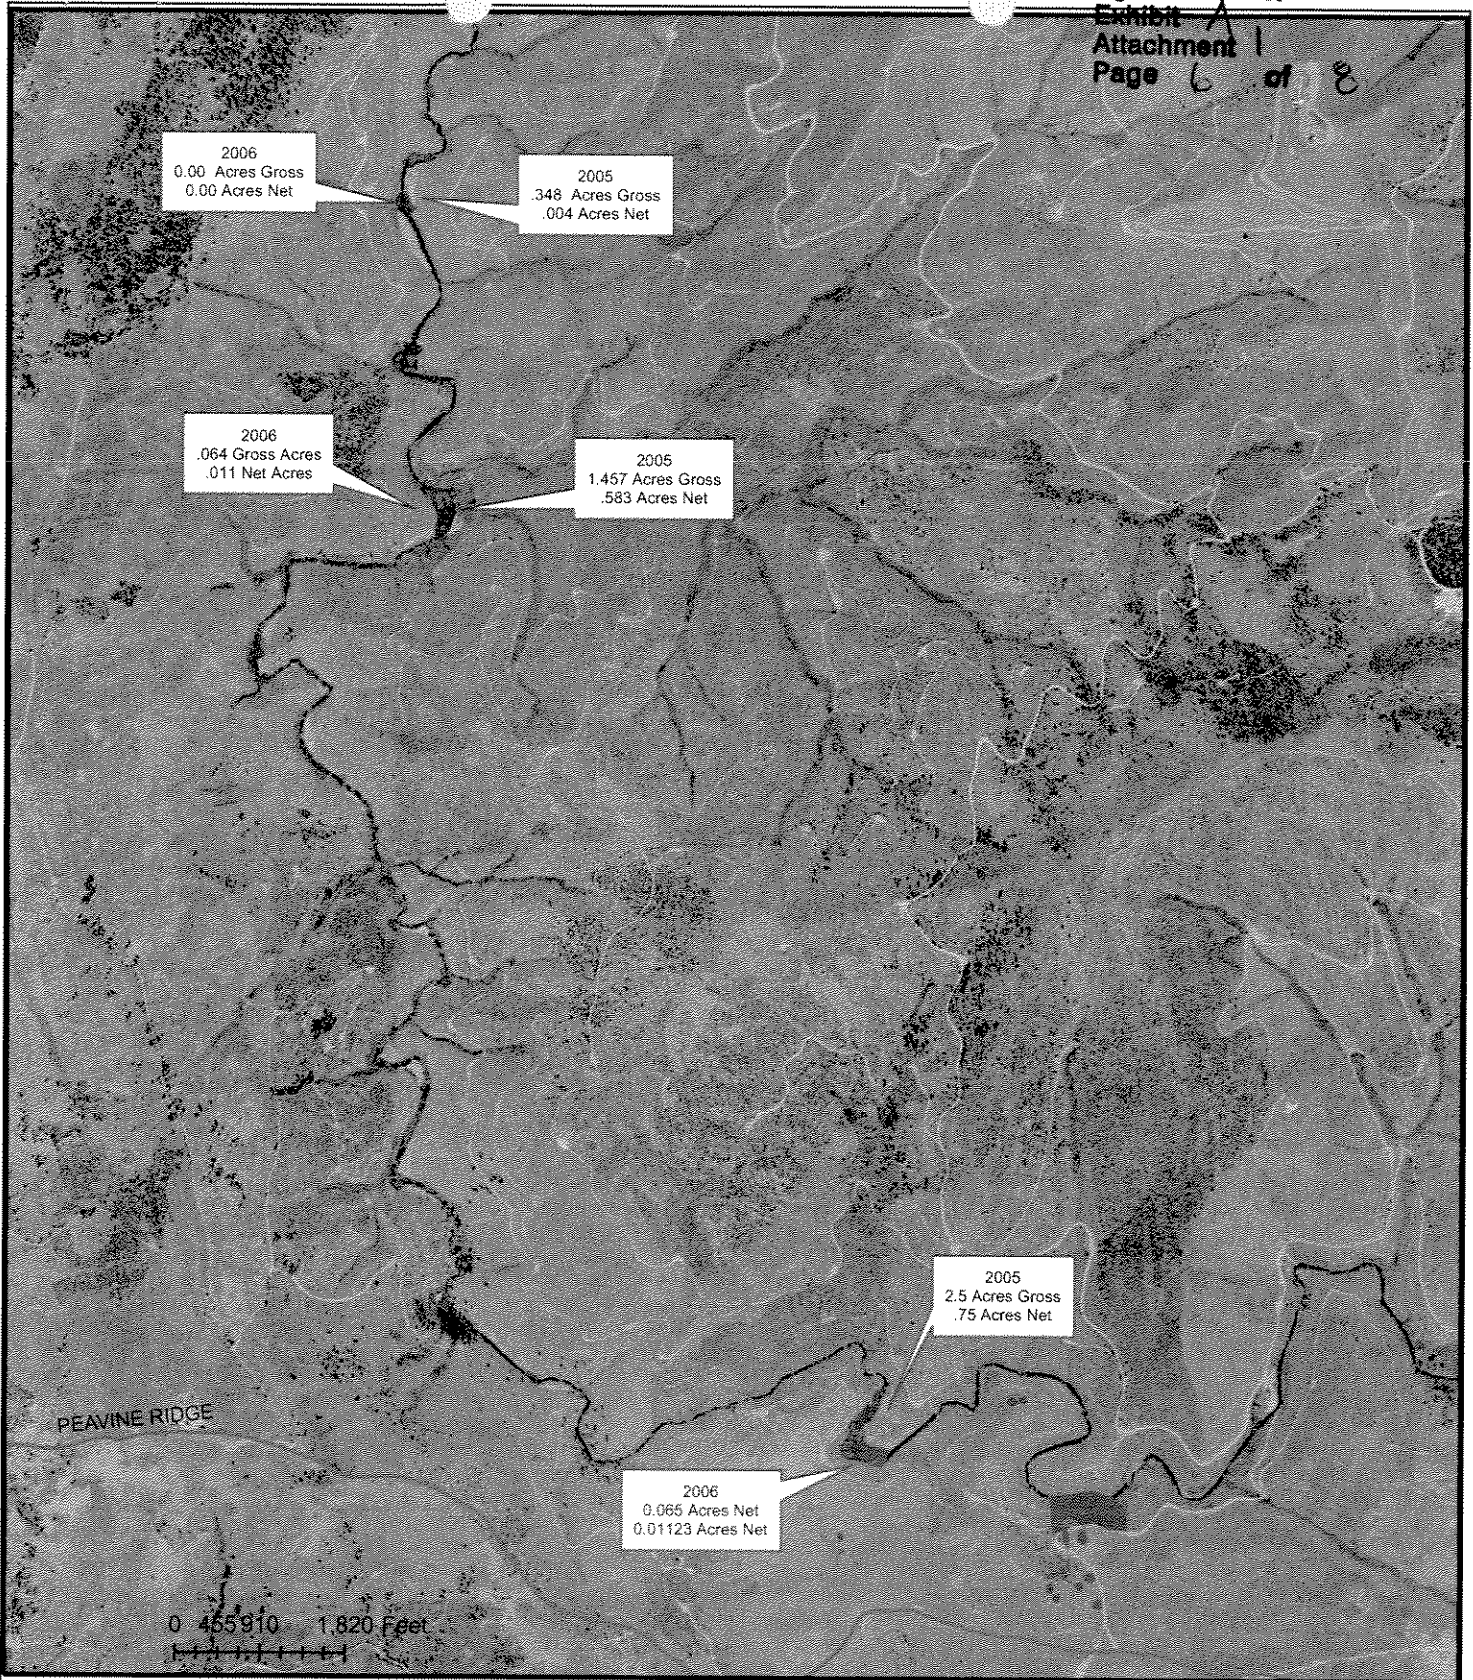 Exhibit A
Attachment 1
Page 6 of 8
2006
0.00 Acres Gross
0.00 Acres Net
2005
.348 Acres Gross
.004 Acres Net
2006
.064 Gross Acres
.011 Net Acres
2005
1.457 Acres Gross
.583 Acres Net
2005
2.5 Acres Gross
.75 Acres Net
PEAVINE RIDGE
2006
0.065 Acres Net
0.01123 Acres Net
0 455 910 1,820 Feet